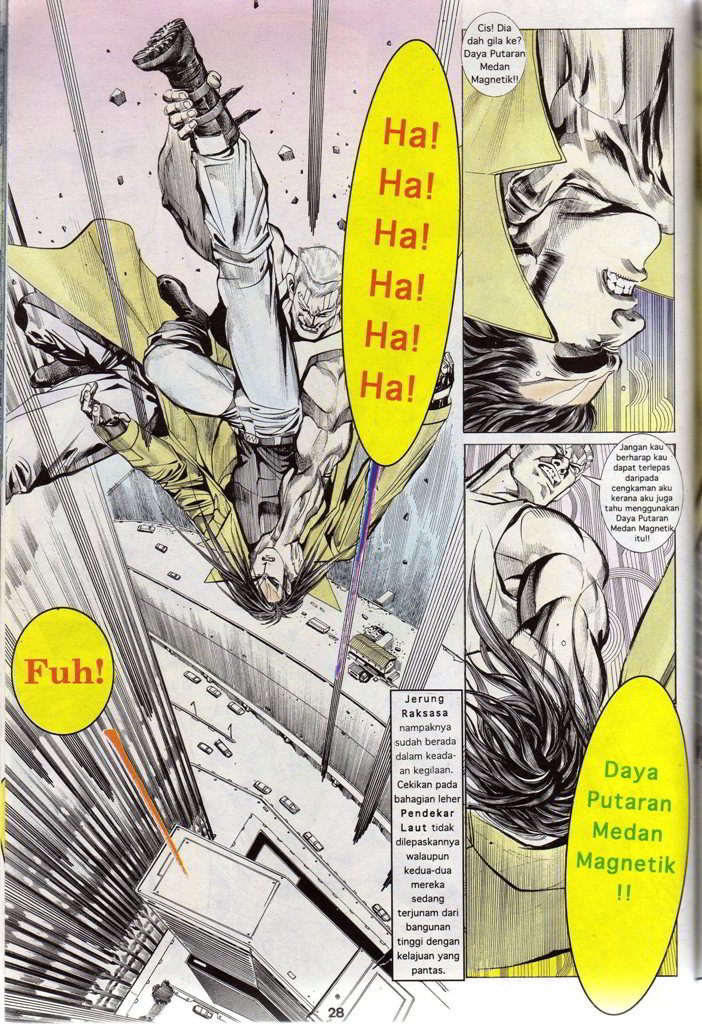 Ha!
Ha!
Ha!
Ha!
Ha!
Ha!
Cis! Dia
dah gila ke?
Daya Putaran
Medan
Magnetik!!
Jangan kau
berharap kau
dapat terlepas
daripada
cengkaman aku
kerana aku juga
tahu menggunakan
Daya Putaran
Medan Magnetik
itu!!
Fuh!
Jerung
Raksasa
nampaknya
sudah berada
dalam keada-
an kegilaan.
Cekikan pada
bahagian leher
Pendekar
Laut tidak
dilepaskannya
walaupun
kedua-dua
mereka
sedang
terjunam dari
bangunan
tinggi dengan
kelajuan yang
pantas.
Daya
Putaran
Medan
Magnetik
!!
28